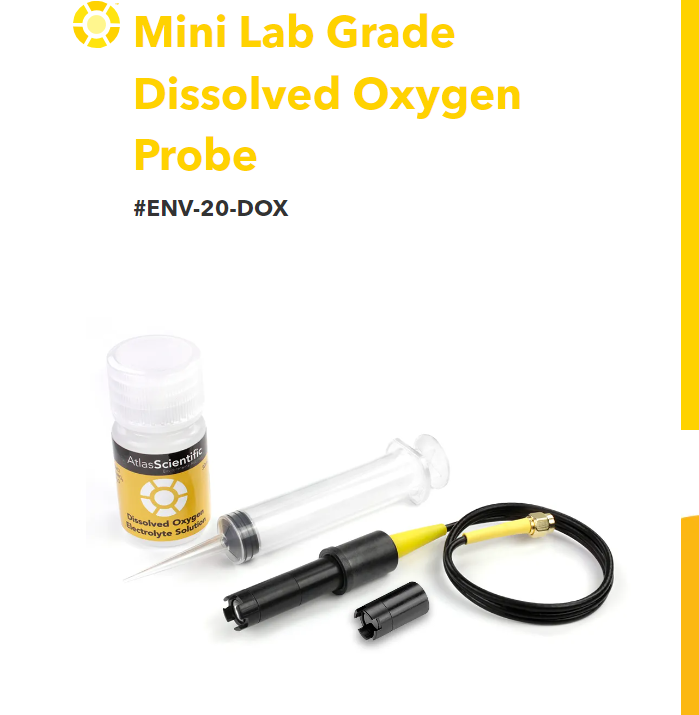 Mini Lab Grade
Dissolved Oxygen
Probe
#ENV-20-DOX
AtlasScientific
Dissolved Oxygen
Electrolyte Solution